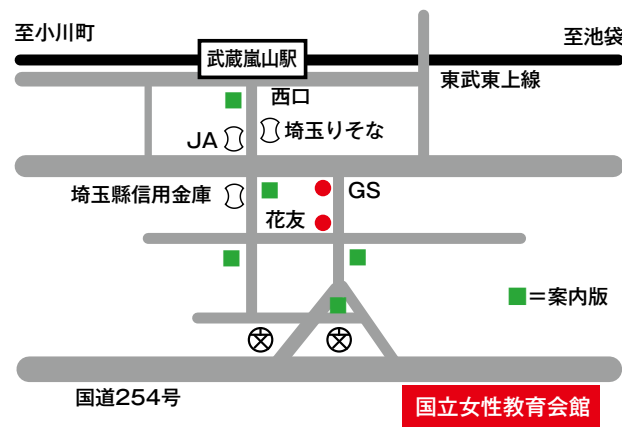 至小川町
至池袋
武蔵嵐山駅
東武東上線
西口
JA
埼玉りそな
埼玉縣信用金庫
GS
花友
■＝案内版
国道254号
国立女性教育会館